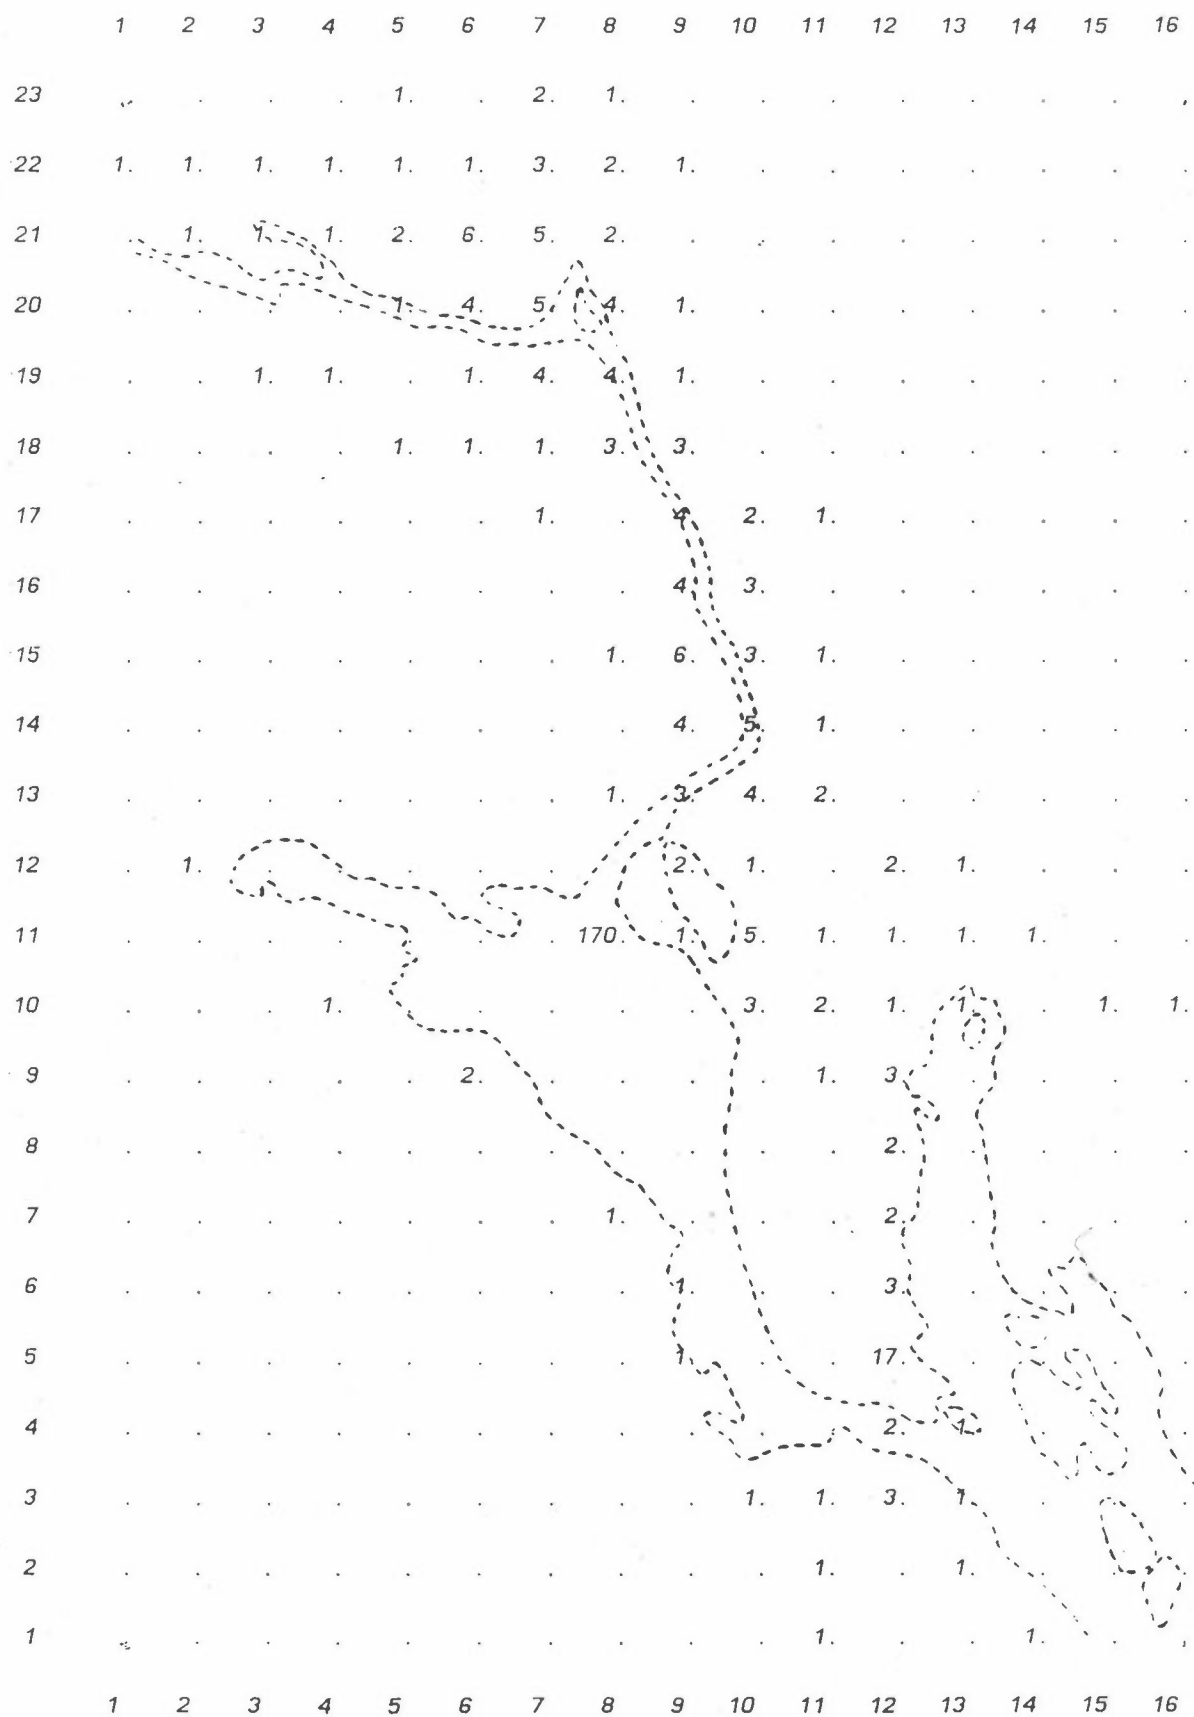 1 2 3 4 5 6 7 8 9 10 11 12 13 14 15 16
23 . . . . 1. . 2. 1. . . . . . . . .
22 1. 1. 1. 1. 1. 1. 3. 2. 1. . . . . . . .
21 . 1. 1. 1. 2. 6. 5. 2. . . . . . . . .
20 . . . . 1. 4. 5. 4. 1. . . . . . . .
19 . . 1. 1. . 1. 4. 4. 1. . . . . . . .
18 . . . . 1. 1. 1. 3. 3. . . . . . . .
17 . . . . . . 1. . 4. 2. 1. . . . . .
16 . . . . . . . . 4. 3. . . . . . .
15 . . . . . . . 1. 6. 3. 1. . . . . .
14 . . . . . . . . 4. 5. 1. . . . . .
13 . . . . . . . 1. 3. 4. 2. . . . . .
12 . 1. . . . . . . 2. 1. . 2. 1. . . .
11 . . . . . . . 170. 1. 5. 1. 1. 1. 1. . .
10 . . . 1. . . . . . 3. 2. 1. 1. . 1. 1.
9 . . . . . 2. . . . . 1. 3. . . . .
8 . . . . . . . . . . . 2. . . . .
7 . . . . . . . 1. . . . 2. . . . .
6 . . . . . . . . 1. . . 3. . . . .
5 . . . . . . . . 1. . . 17. . . . .
4 . . . . . . . . . . . 2. 1. . . .
3 . . . . . . . . . 1. 1. 3. 1. . . .
2 . . . . . . . . . . 1. . 1. . . .
1 . . . . . . . . . . 1. . . 1. . .
1 2 3 4 5 6 7 8 9 10 11 12 13 14 15 16